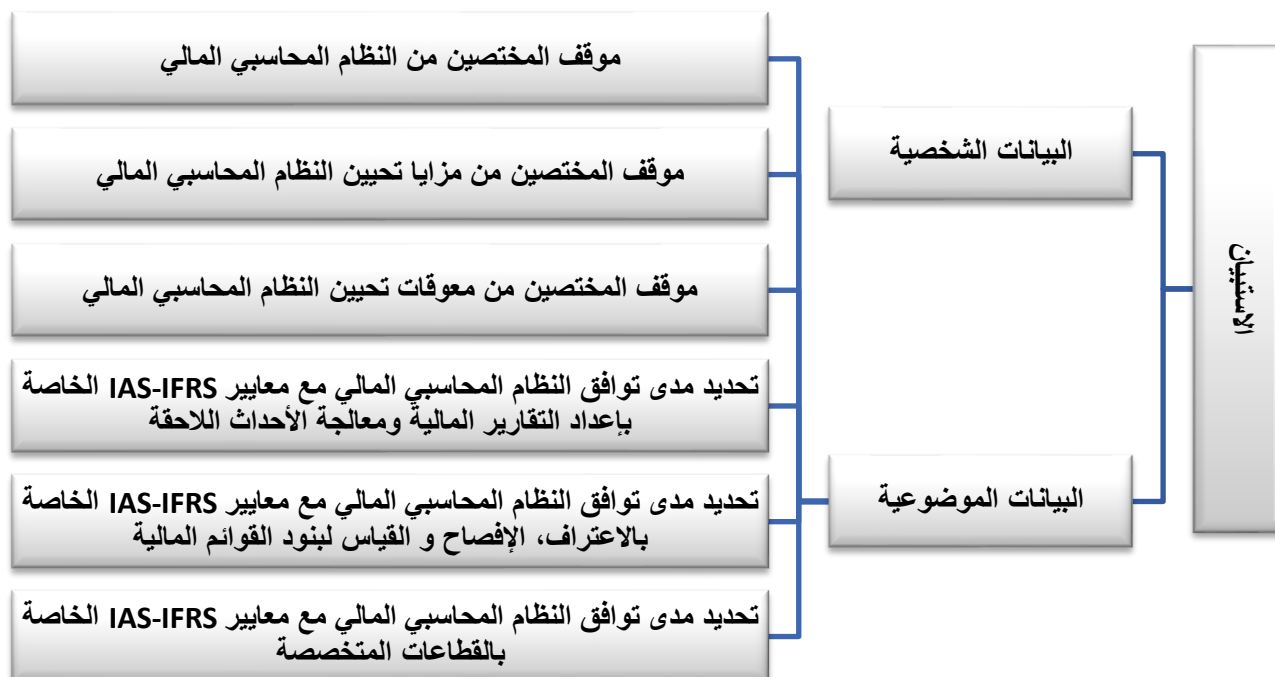 الاستبيان
البيانات الشخصية
البيانات الموضوعية
موقف المختصين من النظام المحاسبي المالي
موقف المختصين من مزايا تحيين النظام المحاسبي المالي
موقف المختصين من معوقات تحيين النظام المحاسبي المالي
تحديد مدى توافق النظام المحاسبي المالي مع معايير IAS-IFRS الخاصة
بإعداد التقارير المالية ومعالجة الأحداث اللاحقة
تحديد مدى توافق النظام المحاسبي المالي مع معايير IAS-IFRS الخاصة
بالاعتراف، الإفصاح و القياس لبنود القوائم المالية
تحديد مدى توافق النظام المحاسبي المالي مع معايير IAS-IFRS الخاصة
بالقطاعات المتخصصة